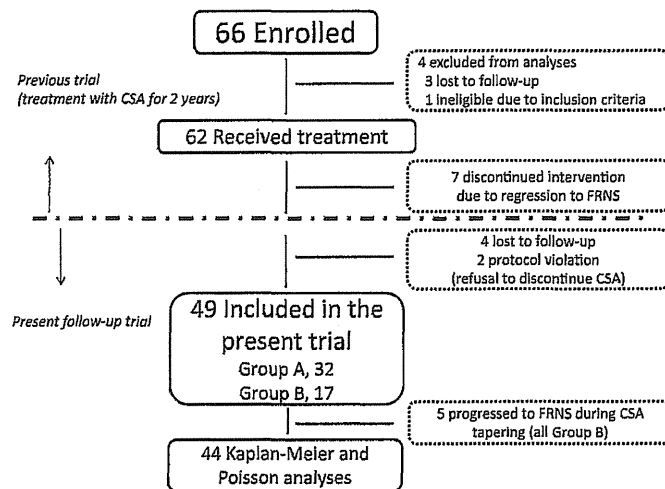 66 Enrolled
Previous trial
(treatment with CSA for 2 years)
4 excluded from analyses
3 lost to follow-up
1 ineligible due to inclusion criteria
62 Received treatment
7 discontinued intervention
due to regression to FRNS
4 lost to follow-up
2 protocol violation
(refusal to discontinue CSA)
Present follow-up trial
49 Included in the
present trial
Group A, 32
Group B, 17
5 progressed to FRNS during CSA
tapering (all Group B)
44 Kaplan-Meier and
Poisson analyses